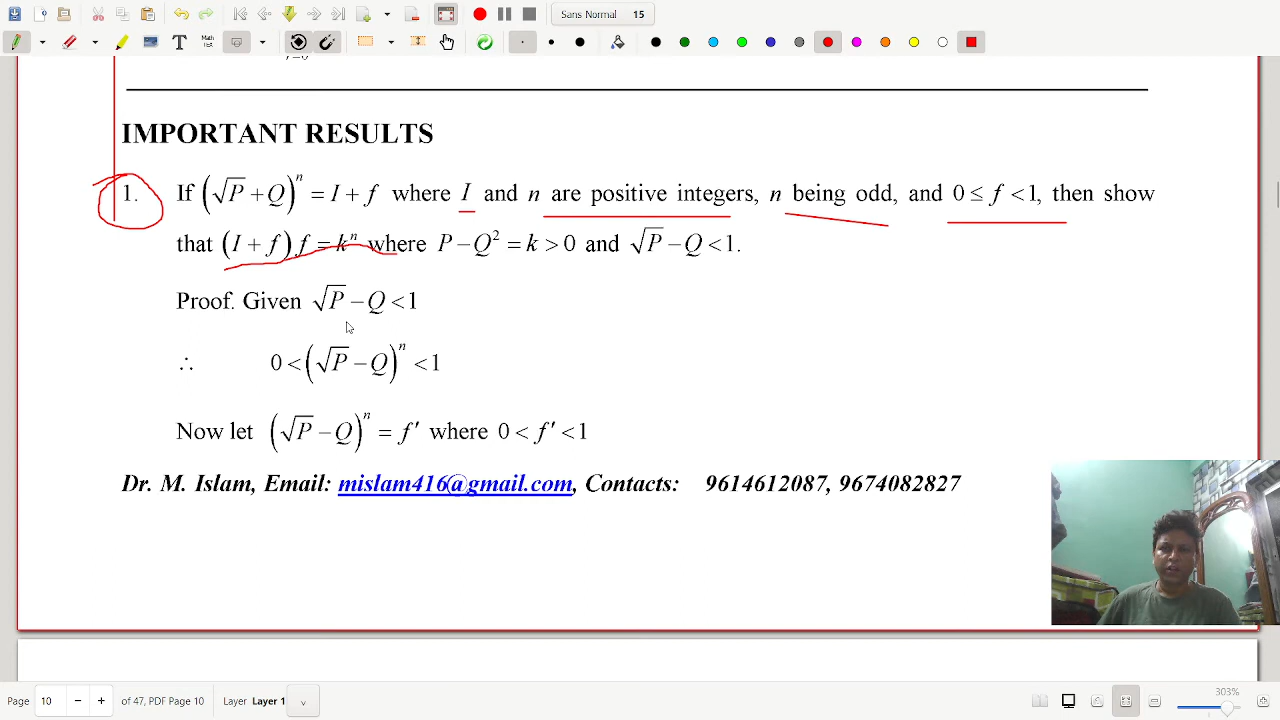 Sans Normal 15
IMPORTANT RESULTS
1. If (√P + Q)ⁿ = I + f where I and n are positive integers, n being odd, and 0 ≤ f < 1, then show
that (I + f) f = kⁿ where P − Q² = k > 0 and √P − Q < 1.
Proof. Given √P − Q < 1
∴ 0 < (√P − Q)ⁿ < 1
Now let (√P − Q)ⁿ = f′ where 0 < f′ < 1
Dr. M. Islam, Email: mislam416@gmail.com, Contacts: 9614612087, 9674082827
Page 10 − + of 47, PDF Page 10 Layer Layer 1 303%